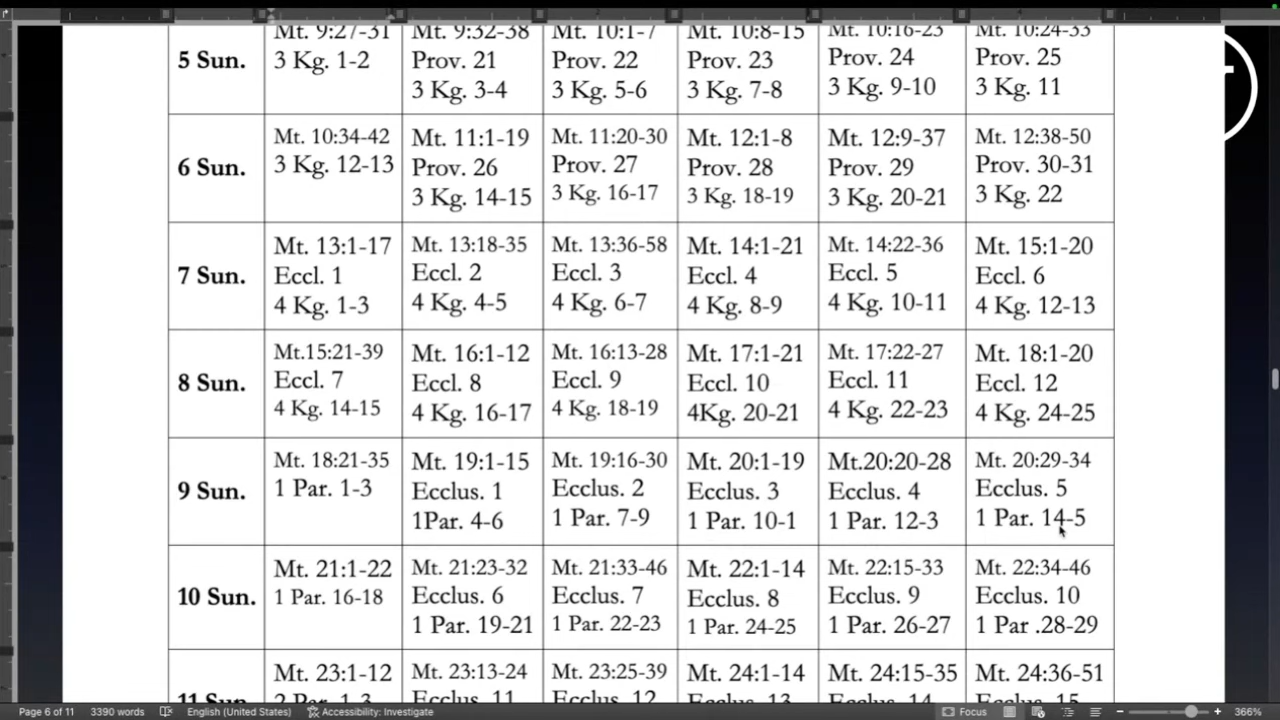 Mt. 9:27-31
3 Kg. 1-2
Mt. 9:32-38
Prov. 21
3 Kg. 3-4
Mt. 10:1-7
Prov. 22
3 Kg. 5-6
Mt. 10:8-15
Prov. 23
3 Kg. 7-8
Mt. 10:16-23
Prov. 24
3 Kg. 9-10
Mt. 10:24-33
Prov. 25
3 Kg. 11
5 Sun.
6 Sun.
Mt. 10:34-42
3 Kg. 12-13
Mt. 11:1-19
Prov. 26
3 Kg. 14-15
Mt. 11:20-30
Prov. 27
3 Kg. 16-17
Mt. 12:1-8
Prov. 28
3 Kg. 18-19
Mt. 12:9-37
Prov. 29
3 Kg. 20-21
Mt. 12:38-50
Prov. 30-31
3 Kg. 22
7 Sun.
Mt. 13:1-17
Eccl. 1
4 Kg. 1-3
Mt. 13:18-35
Eccl. 2
4 Kg. 4-5
Mt. 13:36-58
Eccl. 3
4 Kg. 6-7
Mt. 14:1-21
Eccl. 4
4 Kg. 8-9
Mt. 14:22-36
Eccl. 5
4 Kg. 10-11
Mt. 15:1-20
Eccl. 6
4 Kg. 12-13
8 Sun.
Mt.15:21-39
Eccl. 7
4 Kg. 14-15
Mt. 16:1-12
Eccl. 8
4 Kg. 16-17
Mt. 16:13-28
Eccl. 9
4 Kg. 18-19
Mt. 17:1-21
Eccl. 10
4Kg. 20-21
Mt. 17:22-27
Eccl. 11
4 Kg. 22-23
Mt. 18:1-20
Eccl. 12
4 Kg. 24-25
9 Sun.
Mt. 18:21-35
1 Par. 1-3
Mt. 19:1-15
Ecclus. 1
1Par. 4-6
Mt. 19:16-30
Ecclus. 2
1 Par. 7-9
Mt. 20:1-19
Ecclus. 3
1 Par. 10-1
Mt.20:20-28
Ecclus. 4
1 Par. 12-3
Mt. 20:29-34
Ecclus. 5
1 Par. 14-5
10 Sun.
Mt. 21:1-22
1 Par. 16-18
Mt. 21:23-32
Ecclus. 6
1 Par. 19-21
Mt. 21:33-46
Ecclus. 7
1 Par. 22-23
Mt. 22:1-14
Ecclus. 8
1 Par. 24-25
Mt. 22:15-33
Ecclus. 9
1 Par. 26-27
Mt. 22:34-46
Ecclus. 10
1 Par .28-29
11 Sun
Mt. 23:1-12
2 Par. 1-3
Mt. 23:13-24
Ecclus. 11
Mt. 23:25-39
Ecclus. 12
Mt. 24:1-14
Ecclus. 13
Mt. 24:15-35
Ecclus. 14
Mt. 24:36-51
Ecclus. 15
Page 6 of 11 3390 words English (United States) Accessibility: Investigate Focus 366%